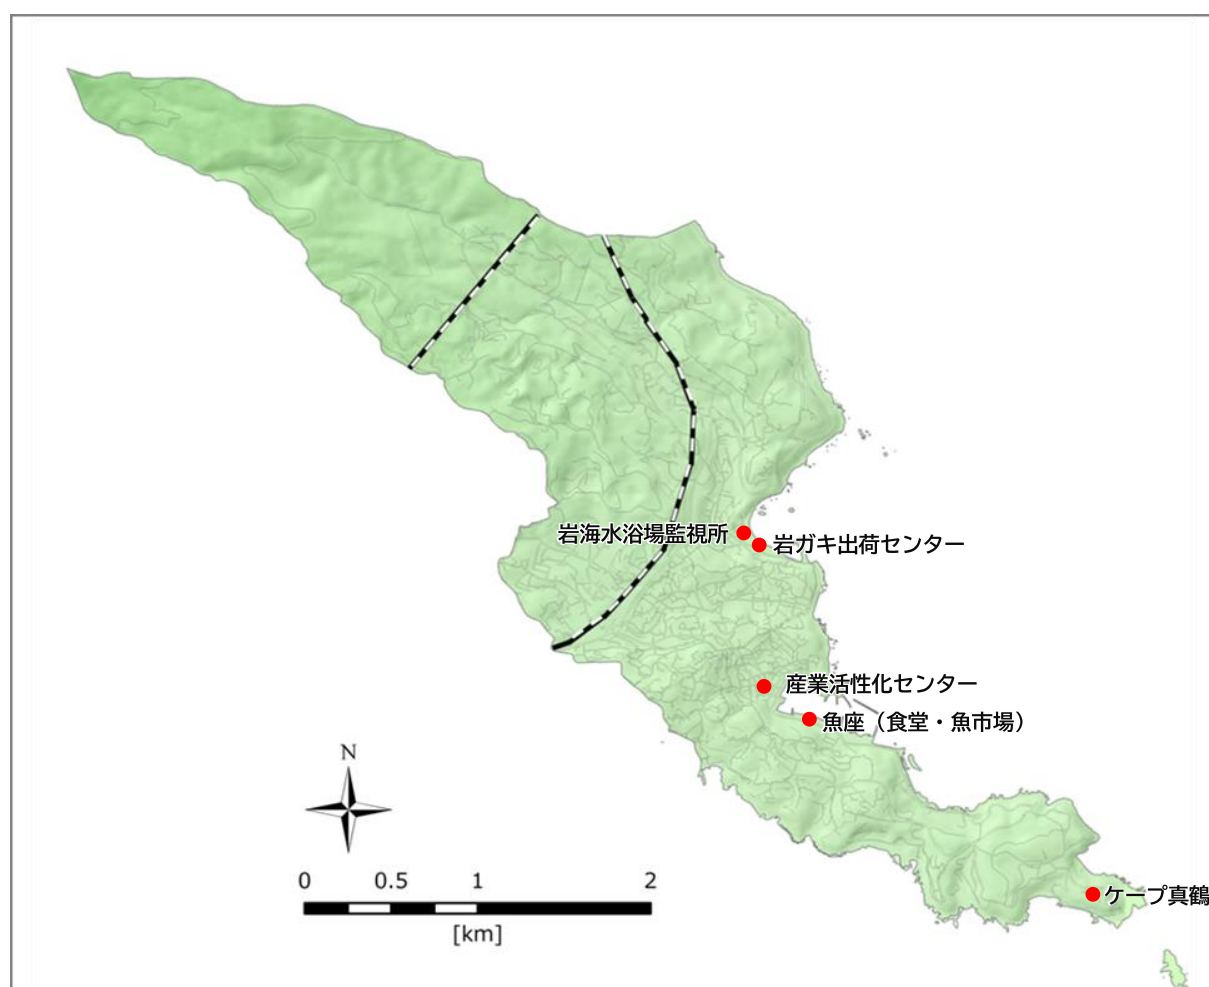 岩海水浴場監視所
岩ガキ出荷センター
産業活性化センター
魚座（食堂・魚市場）
N
0 0.5 1 2
[km]
ケープ真鶴